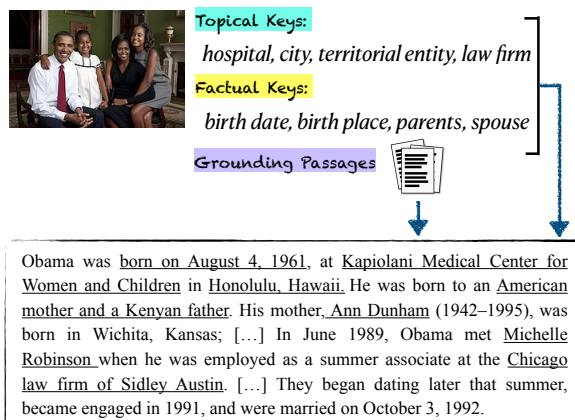 Topical Keys:
hospital, city, territorial entity, law firm
Factual Keys:
birth date, birth place, parents, spouse
Grounding Passages
Obama was born on August 4, 1961, at Kapiolani Medical Center for
Women and Children in Honolulu, Hawaii. He was born to an American
mother and a Kenyan father. His mother, Ann Dunham (1942–1995), was
born in Wichita, Kansas; […] In June 1989, Obama met Michelle
Robinson when he was employed as a summer associate at the Chicago
law firm of Sidley Austin. […] They began dating later that summer,
became engaged in 1991, and were married on October 3, 1992.